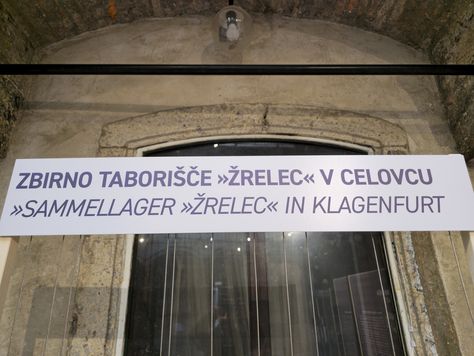 ZBIRNO TABORIŠČE »ŽRELEC« V CELOVCU
»SAMMELLAGER »ŽRELEC« IN KLAGENFURT